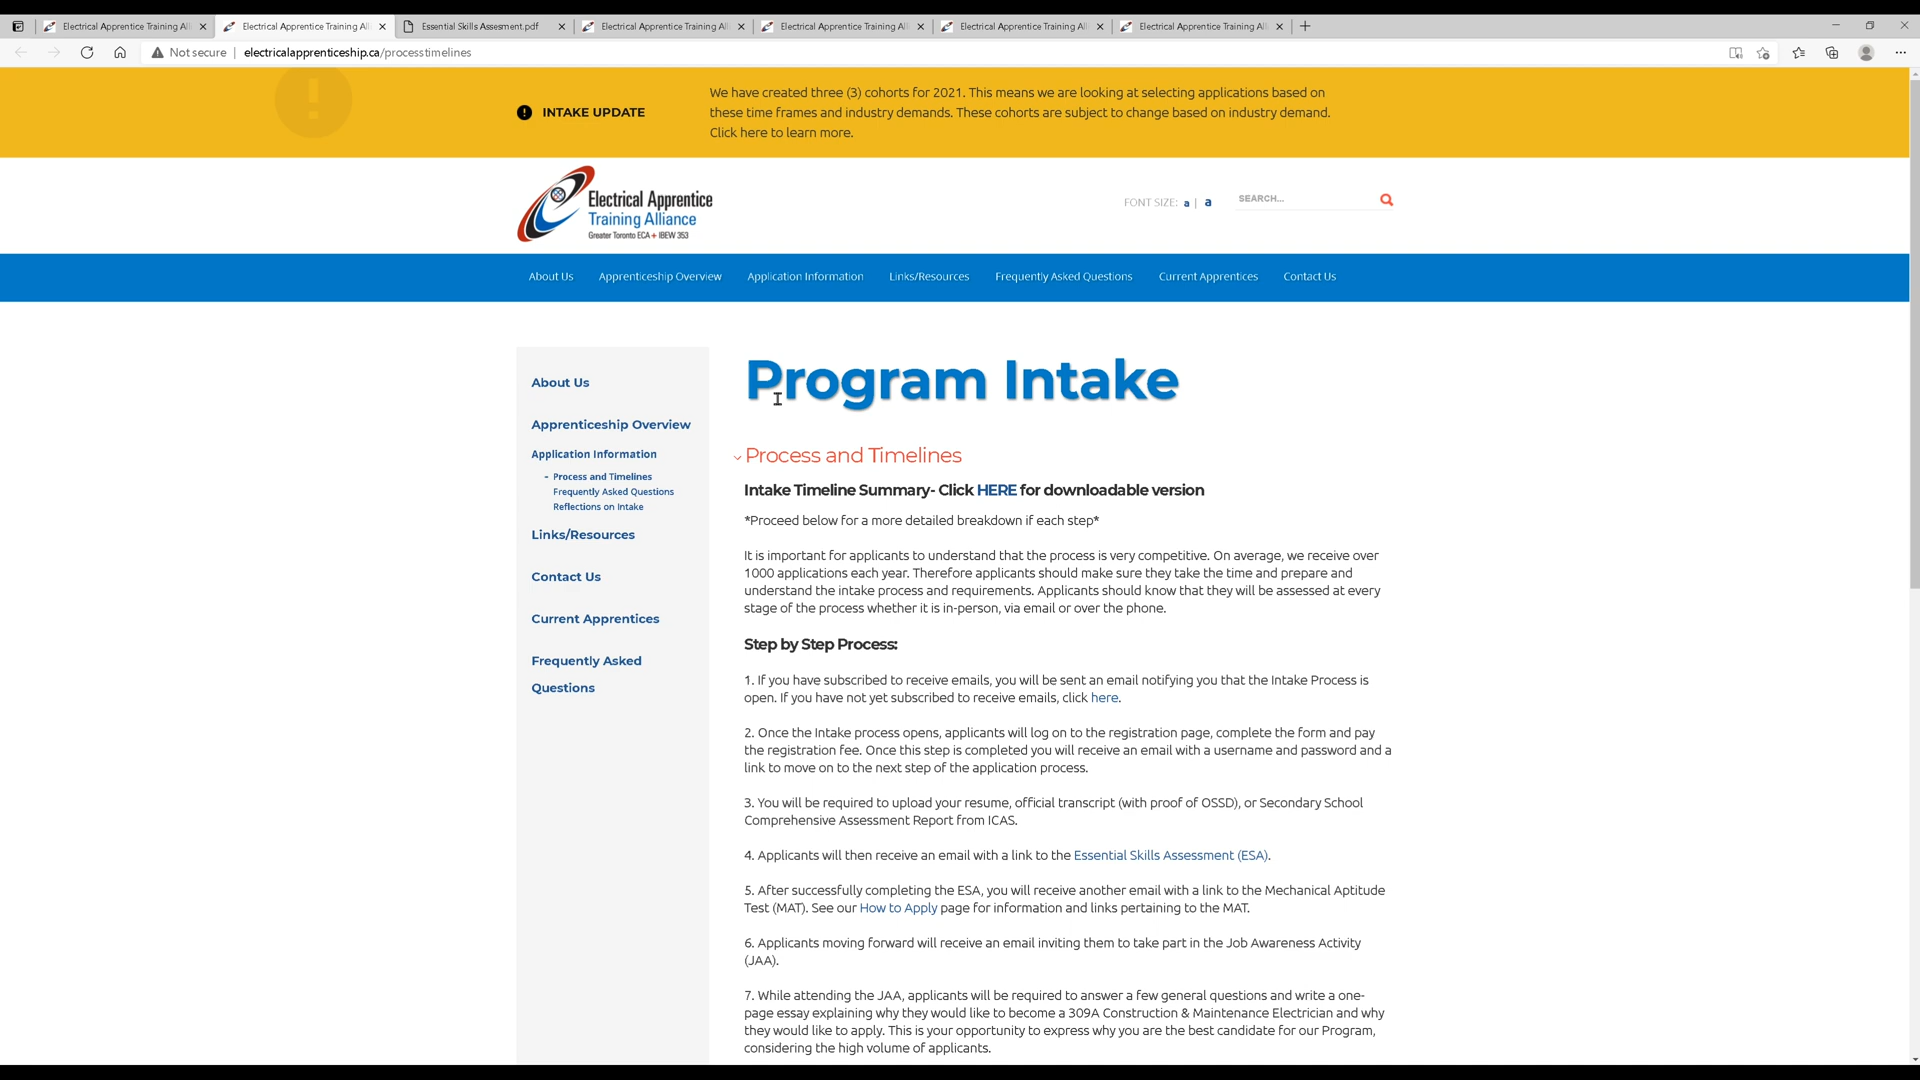 Electrical Apprentice Training Alli
Electrical Apprentice Training Alli
Essential Skills Assesment.pdf
Electrical Apprentice Training Alli
Electrical Apprentice Training Alli
Electrical Apprentice Training Alli
Electrical Apprentice Training Alli
Not secure | electricalapprenticeship.ca/processtimelines
INTAKE UPDATE
We have created three (3) cohorts for 2021. This means we are looking at selecting applications based on
these time frames and industry demands. These cohorts are subject to change based on industry demand.
Click here to learn more.
Electrical Apprentice
Training Alliance
Greater Toronto ECA + IBEW 353
FONT SIZE: a | a
SEARCH...
About Us
Apprenticeship Overview
Application Information
Links/Resources
Frequently Asked Questions
Current Apprentices
Contact Us
About Us
Apprenticeship Overview
Application Information
- Process and Timelines
Frequently Asked Questions
Reflections on Intake
Links/Resources
Contact Us
Current Apprentices
Frequently Asked
Questions
Program Intake
Process and Timelines
Intake Timeline Summary- Click HERE for downloadable version
*Proceed below for a more detailed breakdown if each step*
It is important for applicants to understand that the process is very competitive. On average, we receive over
1000 applications each year. Therefore applicants should make sure they take the time and prepare and
understand the intake process and requirements. Applicants should know that they will be assessed at every
stage of the process whether it is in-person, via email or over the phone.
Step by Step Process:
1. If you have subscribed to receive emails, you will be sent an email notifying you that the Intake Process is
open. If you have not yet subscribed to receive emails, click here.
2. Once the Intake process opens, applicants will log on to the registration page, complete the form and pay
the registration fee. Once this step is completed you will receive an email with a username and password and a
link to move on to the next step of the application process.
3. You will be required to upload your resume, official transcript (with proof of OSSD), or Secondary School
Comprehensive Assessment Report from ICAS.
4. Applicants will then receive an email with a link to the Essential Skills Assessment (ESA).
5. After successfully completing the ESA, you will receive another email with a link to the Mechanical Aptitude
Test (MAT). See our How to Apply page for information and links pertaining to the MAT.
6. Applicants moving forward will receive an email inviting them to take part in the Job Awareness Activity
(JAA).
7. While attending the JAA, applicants will be required to answer a few general questions and write a one-
page essay explaining why they would like to become a 309A Construction & Maintenance Electrician and why
they would like to apply. This is your opportunity to express why you are the best candidate for our Program,
considering the high volume of applicants.